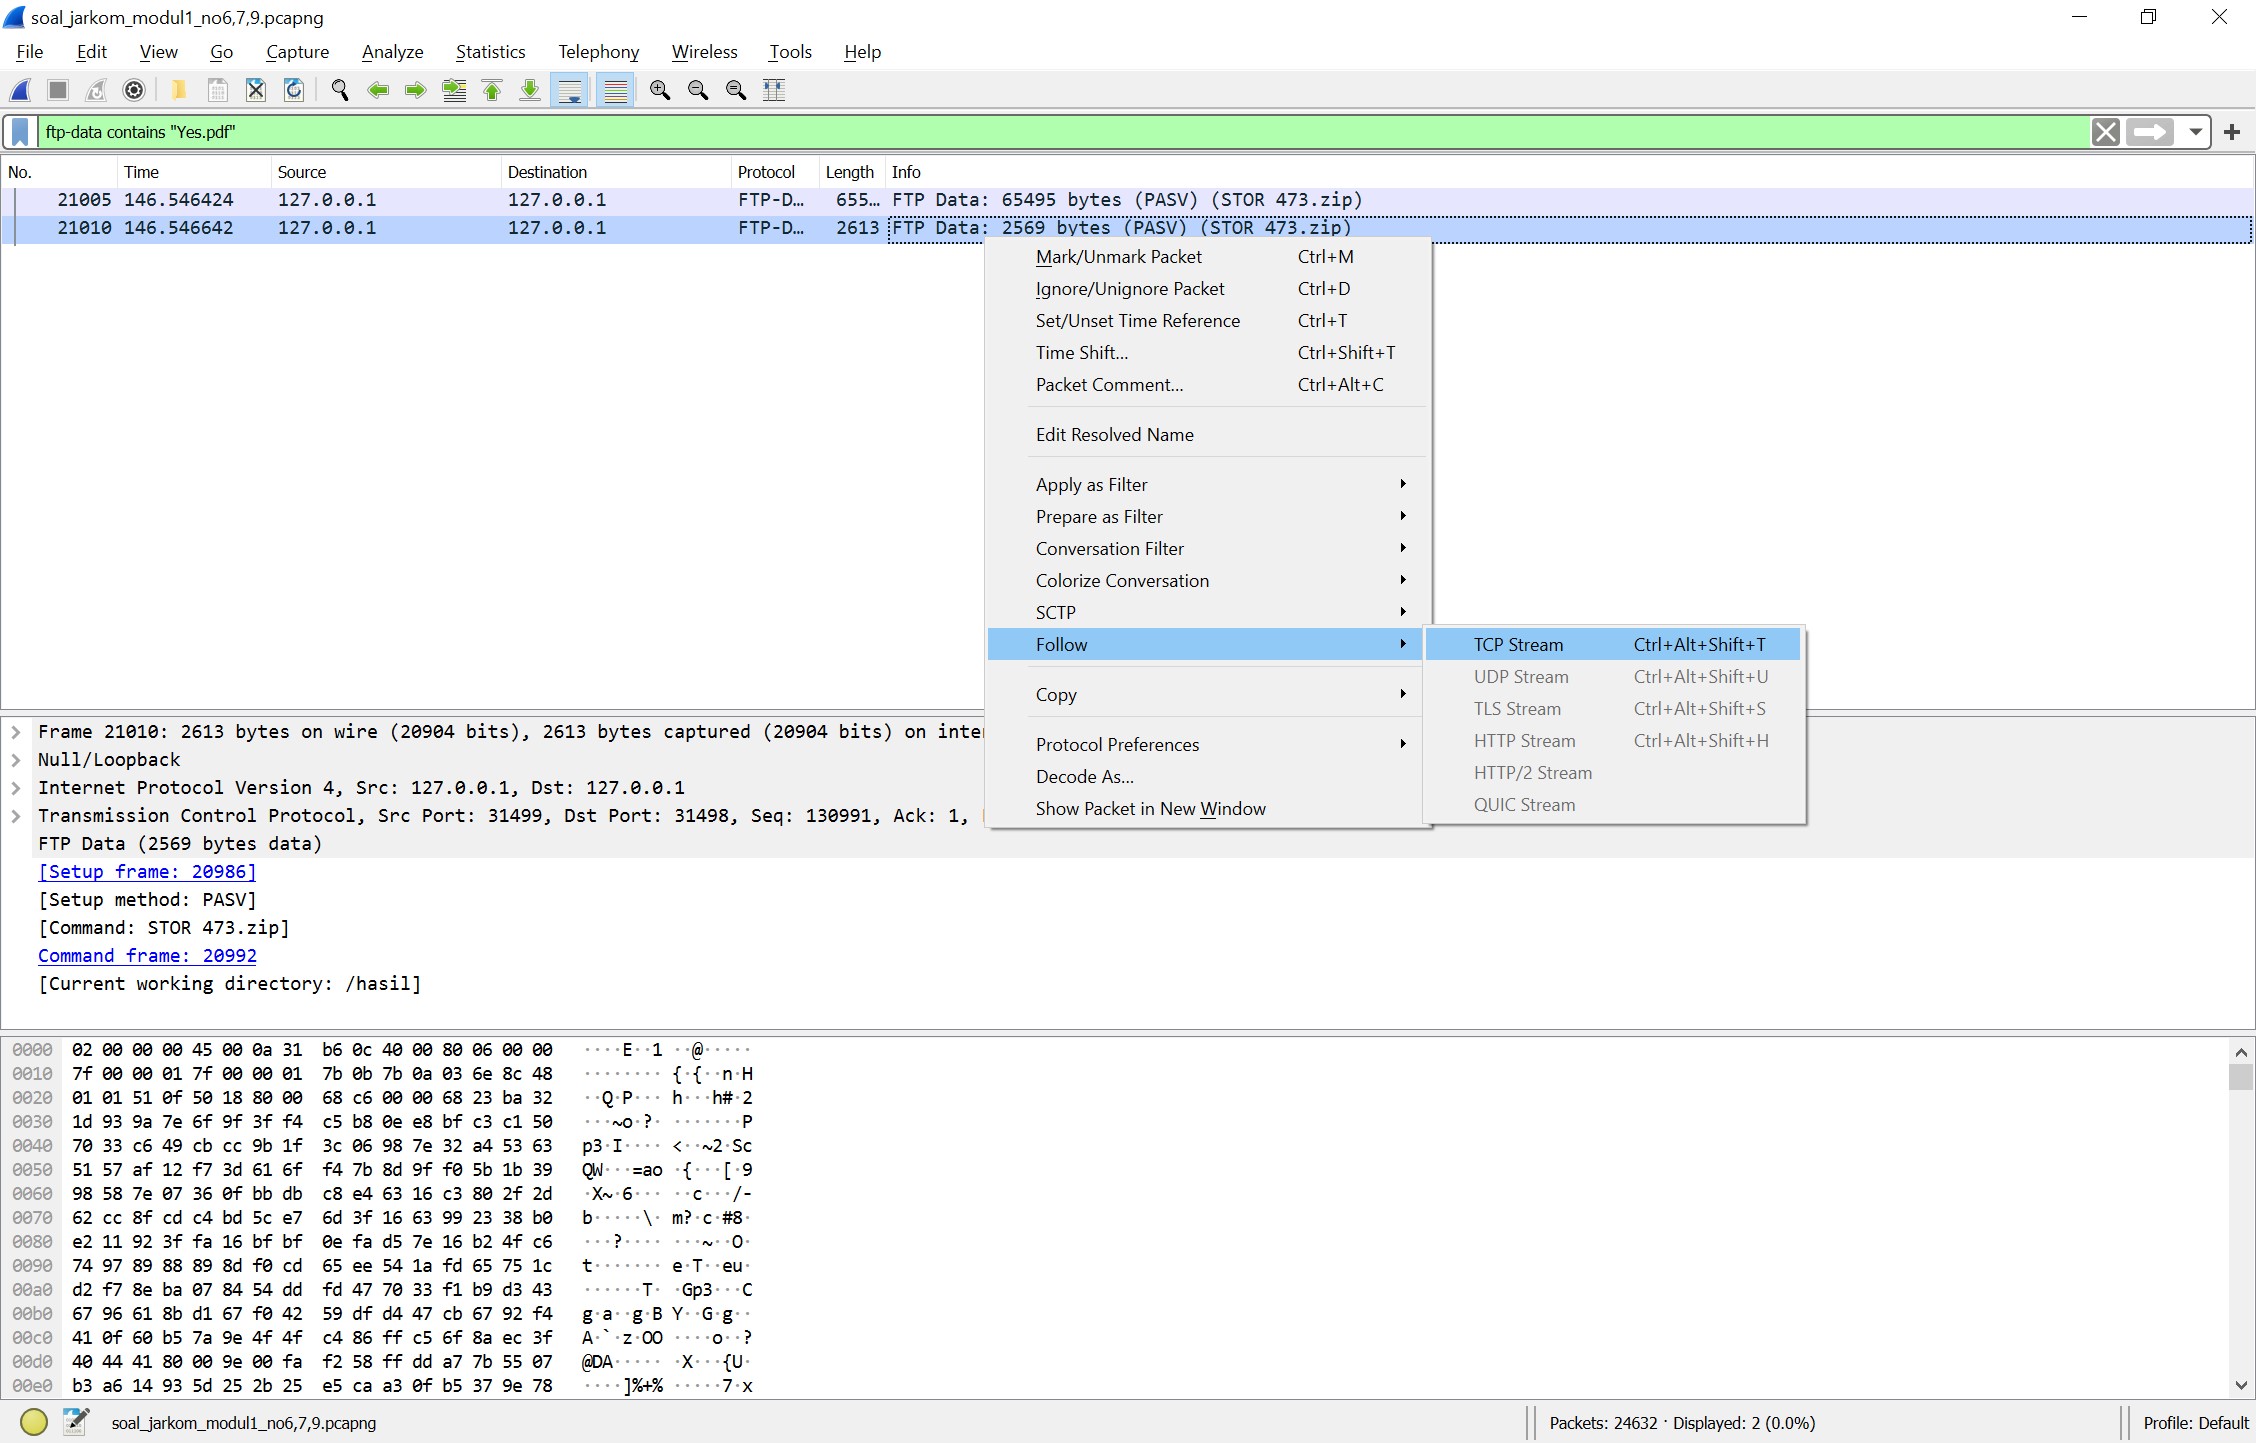 soal_jarkom_modul1_no6,7,9.pcapng
File Edit View Go Capture Analyze Statistics Telephony Wireless Tools Help
ftp-data contains "Yes.pdf"
No. Time Source Destination Protocol Length Info
21005 146.546424 127.0.0.1 127.0.0.1 FTP-D… 655… FTP Data: 65495 bytes (PASV) (STOR 473.zip)
21010 146.546642 127.0.0.1 127.0.0.1 FTP-D… 2613 FTP Data: 2569 bytes (PASV) (STOR 473.zip)
Mark/Unmark Packet Ctrl+M
Ignore/Unignore Packet Ctrl+D
Set/Unset Time Reference Ctrl+T
Time Shift... Ctrl+Shift+T
Packet Comment... Ctrl+Alt+C
Edit Resolved Name
Apply as Filter
Prepare as Filter
Conversation Filter
Colorize Conversation
SCTP
Follow
Copy
Protocol Preferences
Decode As...
Show Packet in New Window
TCP Stream Ctrl+Alt+Shift+T
UDP Stream Ctrl+Alt+Shift+U
TLS Stream Ctrl+Alt+Shift+S
HTTP Stream Ctrl+Alt+Shift+H
HTTP/2 Stream
QUIC Stream
Frame 21010: 2613 bytes on wire (20904 bits), 2613 bytes captured (20904 bits) on
Null/Loopback
Internet Protocol Version 4, Src: 127.0.0.1, Dst: 127.0.0.1
Transmission Control Protocol, Src Port: 31499, Dst Port: 31498, Seq: 130991, Ack: 1,
FTP Data (2569 bytes data)
[Setup frame: 20986]
[Setup method: PASV]
[Command: STOR 473.zip]
Command frame: 20992
[Current working directory: /hasil]
0000 02 00 00 00 45 00 0a 31 b6 0c 40 00 80 06 00 00 ····E··1 ··@·····
0010 7f 00 00 01 7f 00 00 01 7b 0b 7b 0a 03 6e 8c 48 ········ {·{··n·H
0020 01 01 51 0f 50 18 80 00 68 c6 00 00 68 23 ba 32 ··Q·P··· h···h#·2
0030 1d 93 9a 7e 6f 9f 3f f4 c5 b8 0e e8 bf c3 c1 50 ···~o·?· ·······P
0040 70 33 c6 49 cb cc 9b 1f 3c 06 98 7e 32 a4 53 63 p3·I···· <··~2·Sc
0050 51 57 af 12 f7 3d 61 6f f4 7b 8d 9f f0 5b 1b 39 QW···=ao ·{···[·9
0060 98 58 7e 07 36 0f bb db c8 e4 63 16 c3 80 2f 2d ·X~·6··· ··c···/-
0070 62 cc 8f cd c4 bd 5c e7 6d 3f 16 63 99 23 38 b0 b·····\· m?·c·#8·
0080 e2 11 92 3f fa 16 bf bf 0e fa d5 7e 16 b2 4f c6 ···?···· ···~··O·
0090 74 97 89 88 89 8d f0 cd 65 ee 54 1a fd 65 75 1c t······· e·T··eu·
00a0 d2 f7 8e ba 07 84 54 dd fd 47 70 33 f1 b9 d3 43 ······T· ·Gp3···C
00b0 67 96 61 8b d1 67 f0 42 59 df d4 47 cb 67 92 f4 g·a··g·B Y··G·g··
00c0 41 0f 60 b5 7a 9e 4f 4f c4 86 ff c5 6f 8a ec 3f A·`·z·OO ····o··?
00d0 40 44 41 80 00 9e 00 fa f2 58 ff dd a7 7b 55 07 @DA····· ·X···{U·
00e0 b3 a6 14 93 5d 25 2b 25 e5 ca a3 0f b5 37 9e 78 ····]%+% ·····7·x
soal_jarkom_modul1_no6,7,9.pcapng Packets: 24632 · Displayed: 2 (0.0%) Profile: Default